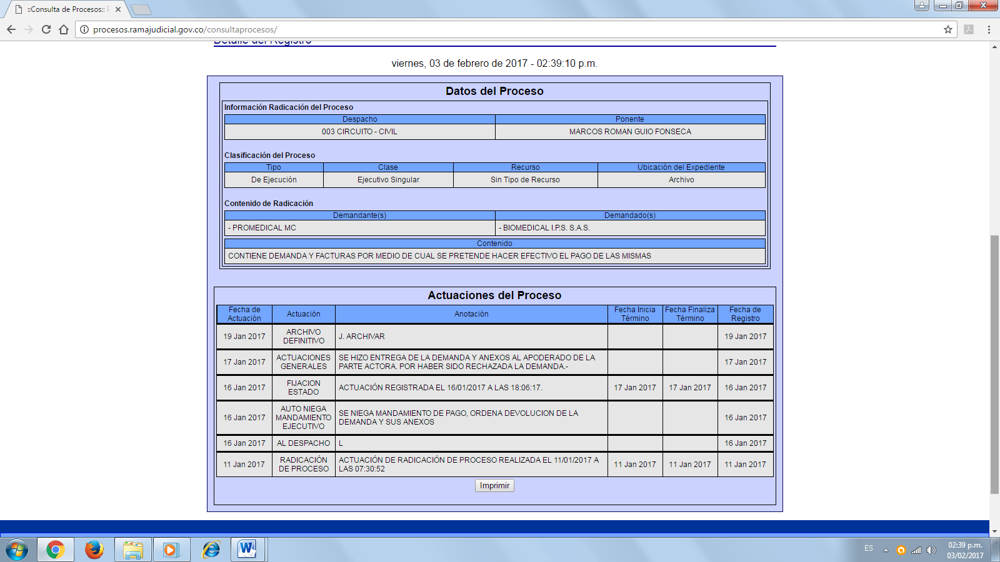 ::Consulta de Procesos::
procesos.ramajudicial.gov.co/consultaprocesos/
Detalle del Registro
viernes, 03 de febrero de 2017 - 02:39:10 p.m.
Datos del Proceso
Información Radicación del Proceso
Despacho Ponente
003 CIRCUITO - CIVIL MARCOS ROMAN GUIO FONSECA
Clasificación del Proceso
Tipo Clase Recurso Ubicación del Expediente
De Ejecución Ejecutivo Singular Sin Tipo de Recurso Archivo
Contenido de Radicación
Demandante(s) Demandado(s)
- PROMEDICAL MC - BIOMEDICAL I.P.S. S.A.S.
Contenido
CONTIENE DEMANDA Y FACTURAS POR MEDIO DE CUAL SE PRETENDE HACER EFECTIVO EL PAGO DE LAS MISMAS
Actuaciones del Proceso
Fecha de Actuación Actuación Anotación Fecha Inicia Término Fecha Finaliza Término Fecha de Registro
19 Jan 2017 ARCHIVO DEFINITIVO J. ARCHIVAR 19 Jan 2017
17 Jan 2017 ACTUACIONES GENERALES SE HIZO ENTREGA DE LA DEMANDA Y ANEXOS AL APODERADO DE LA PARTE ACTORA. POR HABER SIDO RECHAZADA LA DEMANDA.- 17 Jan 2017
16 Jan 2017 FIJACION ESTADO ACTUACIÓN REGISTRADA EL 16/01/2017 A LAS 18:06:17. 17 Jan 2017 17 Jan 2017 16 Jan 2017
16 Jan 2017 AUTO NIEGA MANDAMIENTO EJECUTIVO SE NIEGA MANDAMIENTO DE PAGO, ORDENA DEVOLUCION DE LA DEMANDA Y SUS ANEXOS 16 Jan 2017
16 Jan 2017 AL DESPACHO L 16 Jan 2017
11 Jan 2017 RADICACIÓN DE PROCESO ACTUACIÓN DE RADICACIÓN DE PROCESO REALIZADA EL 11/01/2017 A LAS 07:30:52 11 Jan 2017 11 Jan 2017 11 Jan 2017
Imprimir
ES
02:39 p.m.
03/02/2017